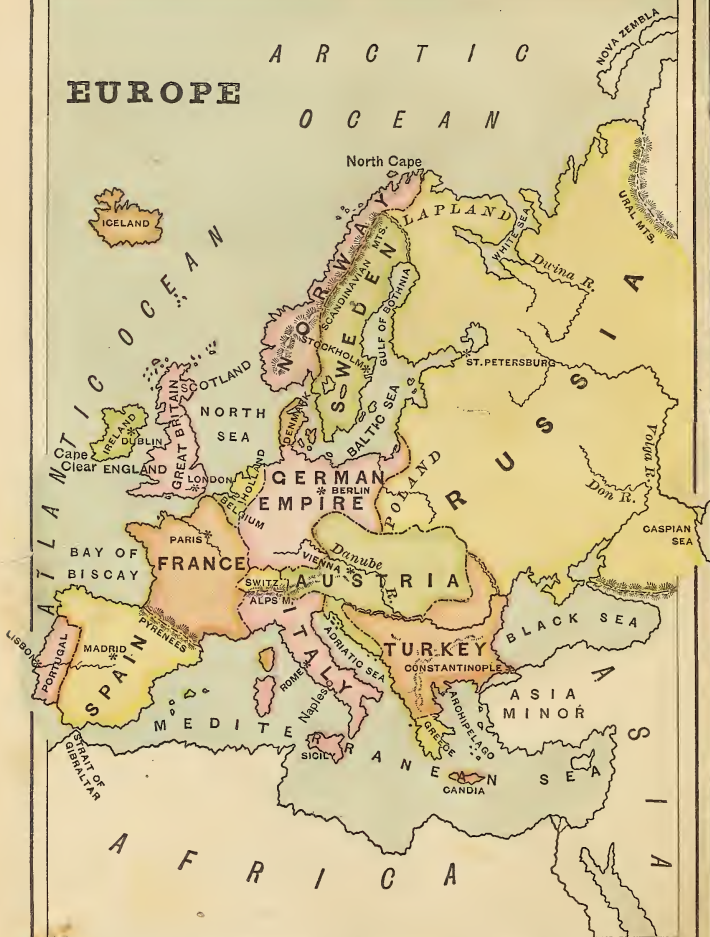 NOVA ZEMBLA
ARCTIC
OCEAN
EUROPE
North Cape
ICELAND
LAPLAND
WHITE SEA
URAL MTS.
Dwina R.
NORWAY
SCANDINAVIAN MTS.
SWEDEN
GULF OF BOTHNIA
STOCKHOLM
ST. PETERSBURG
RUSSIA
ATLANTIC OCEAN
SCOTLAND
GREAT BRITAIN
NORTH
SEA
DENMARK
BALTIC SEA
IRELAND
DUBLIN
Cape
Clear
ENGLAND
LONDON
HOLLAND
BELGIUM
GERMAN
EMPIRE
BERLIN
POLAND
Volga R.
Don R.
CASPIAN
SEA
PARIS
FRANCE
BAY OF
BISCAY
VIENNA
Danube
R.
SWITZ.
AUSTRIA
ALPS M.
LISBON
PORTUGAL
MADRID
SPAIN
PYRENEES
ITALY
ROME
Naples
ADRIATIC SEA
TURKEY
CONSTANTINOPLE
BLACK SEA
ASIA
MINOR
ASIA
ARCHIPELAGO
GREECE
SICILY
CANDIA
MEDITERRANEAN SEA
STRAIT OF
GIBRALTAR
AFRICA